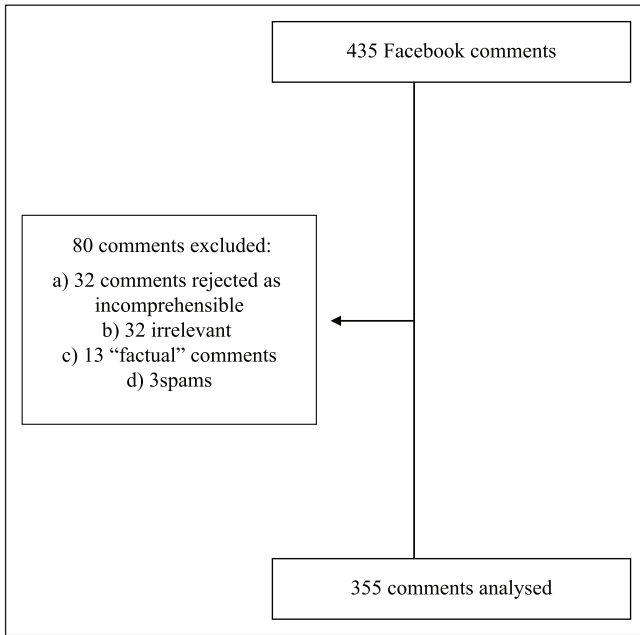 435 Facebook comments
80 comments excluded:
a) 32 comments rejected as
incomprehensible
b) 32 irrelevant
c) 13 “factual” comments
d) 3spams
355 comments analysed